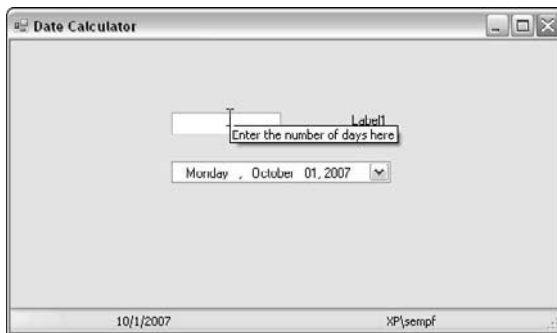 Date Calculator
Label1
Enter the number of days here
Monday , October 01, 2007
10/1/2007 XP\sempf